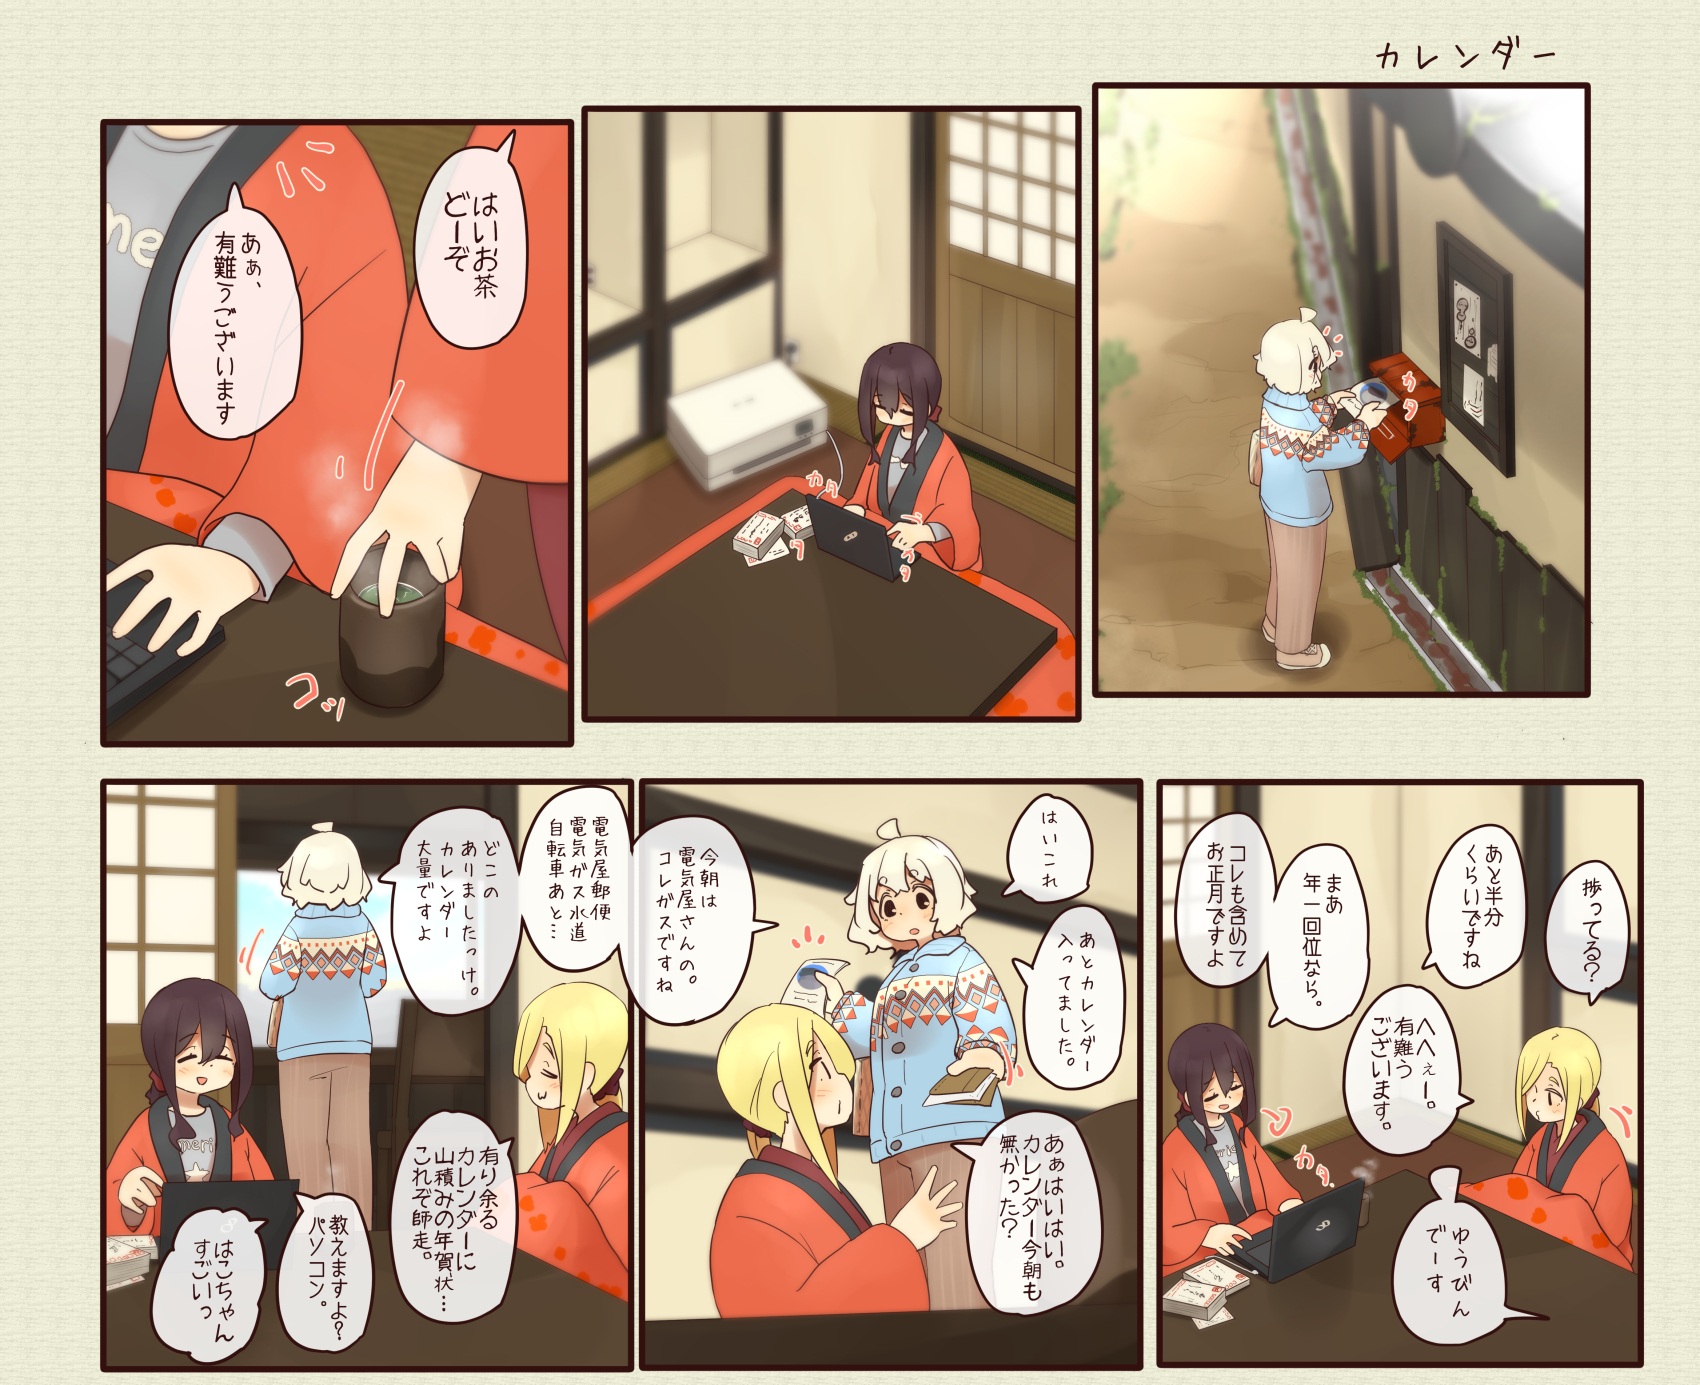 カレンダー
カタ
カタ
カタ
はいお茶
どーぞ
あぁ、
有難うございます
meri
コッ
捗ってる?
あと半分
くらいですね
まあ
年一回位なら。
コレも含めて
お正月ですよ
へへぇー。
有難う
ございます。
カタ
ゆうびん
でーす
はいこれ
あとカレンダー
入ってました。
あぁはいはい。
カレンダー今朝も
無かった?
今朝は
電気屋さんの。
コレガスですね
電気屋郵便
電気ガス水道
自転車あと…
どこの
ありましたっけ。
カレンダー
大量ですよ
有り余る
カレンダーに
山積みの年賀状…
これぞ師走。
meri
教えますよ?
パソコン。
はこちゃん
すごいっ